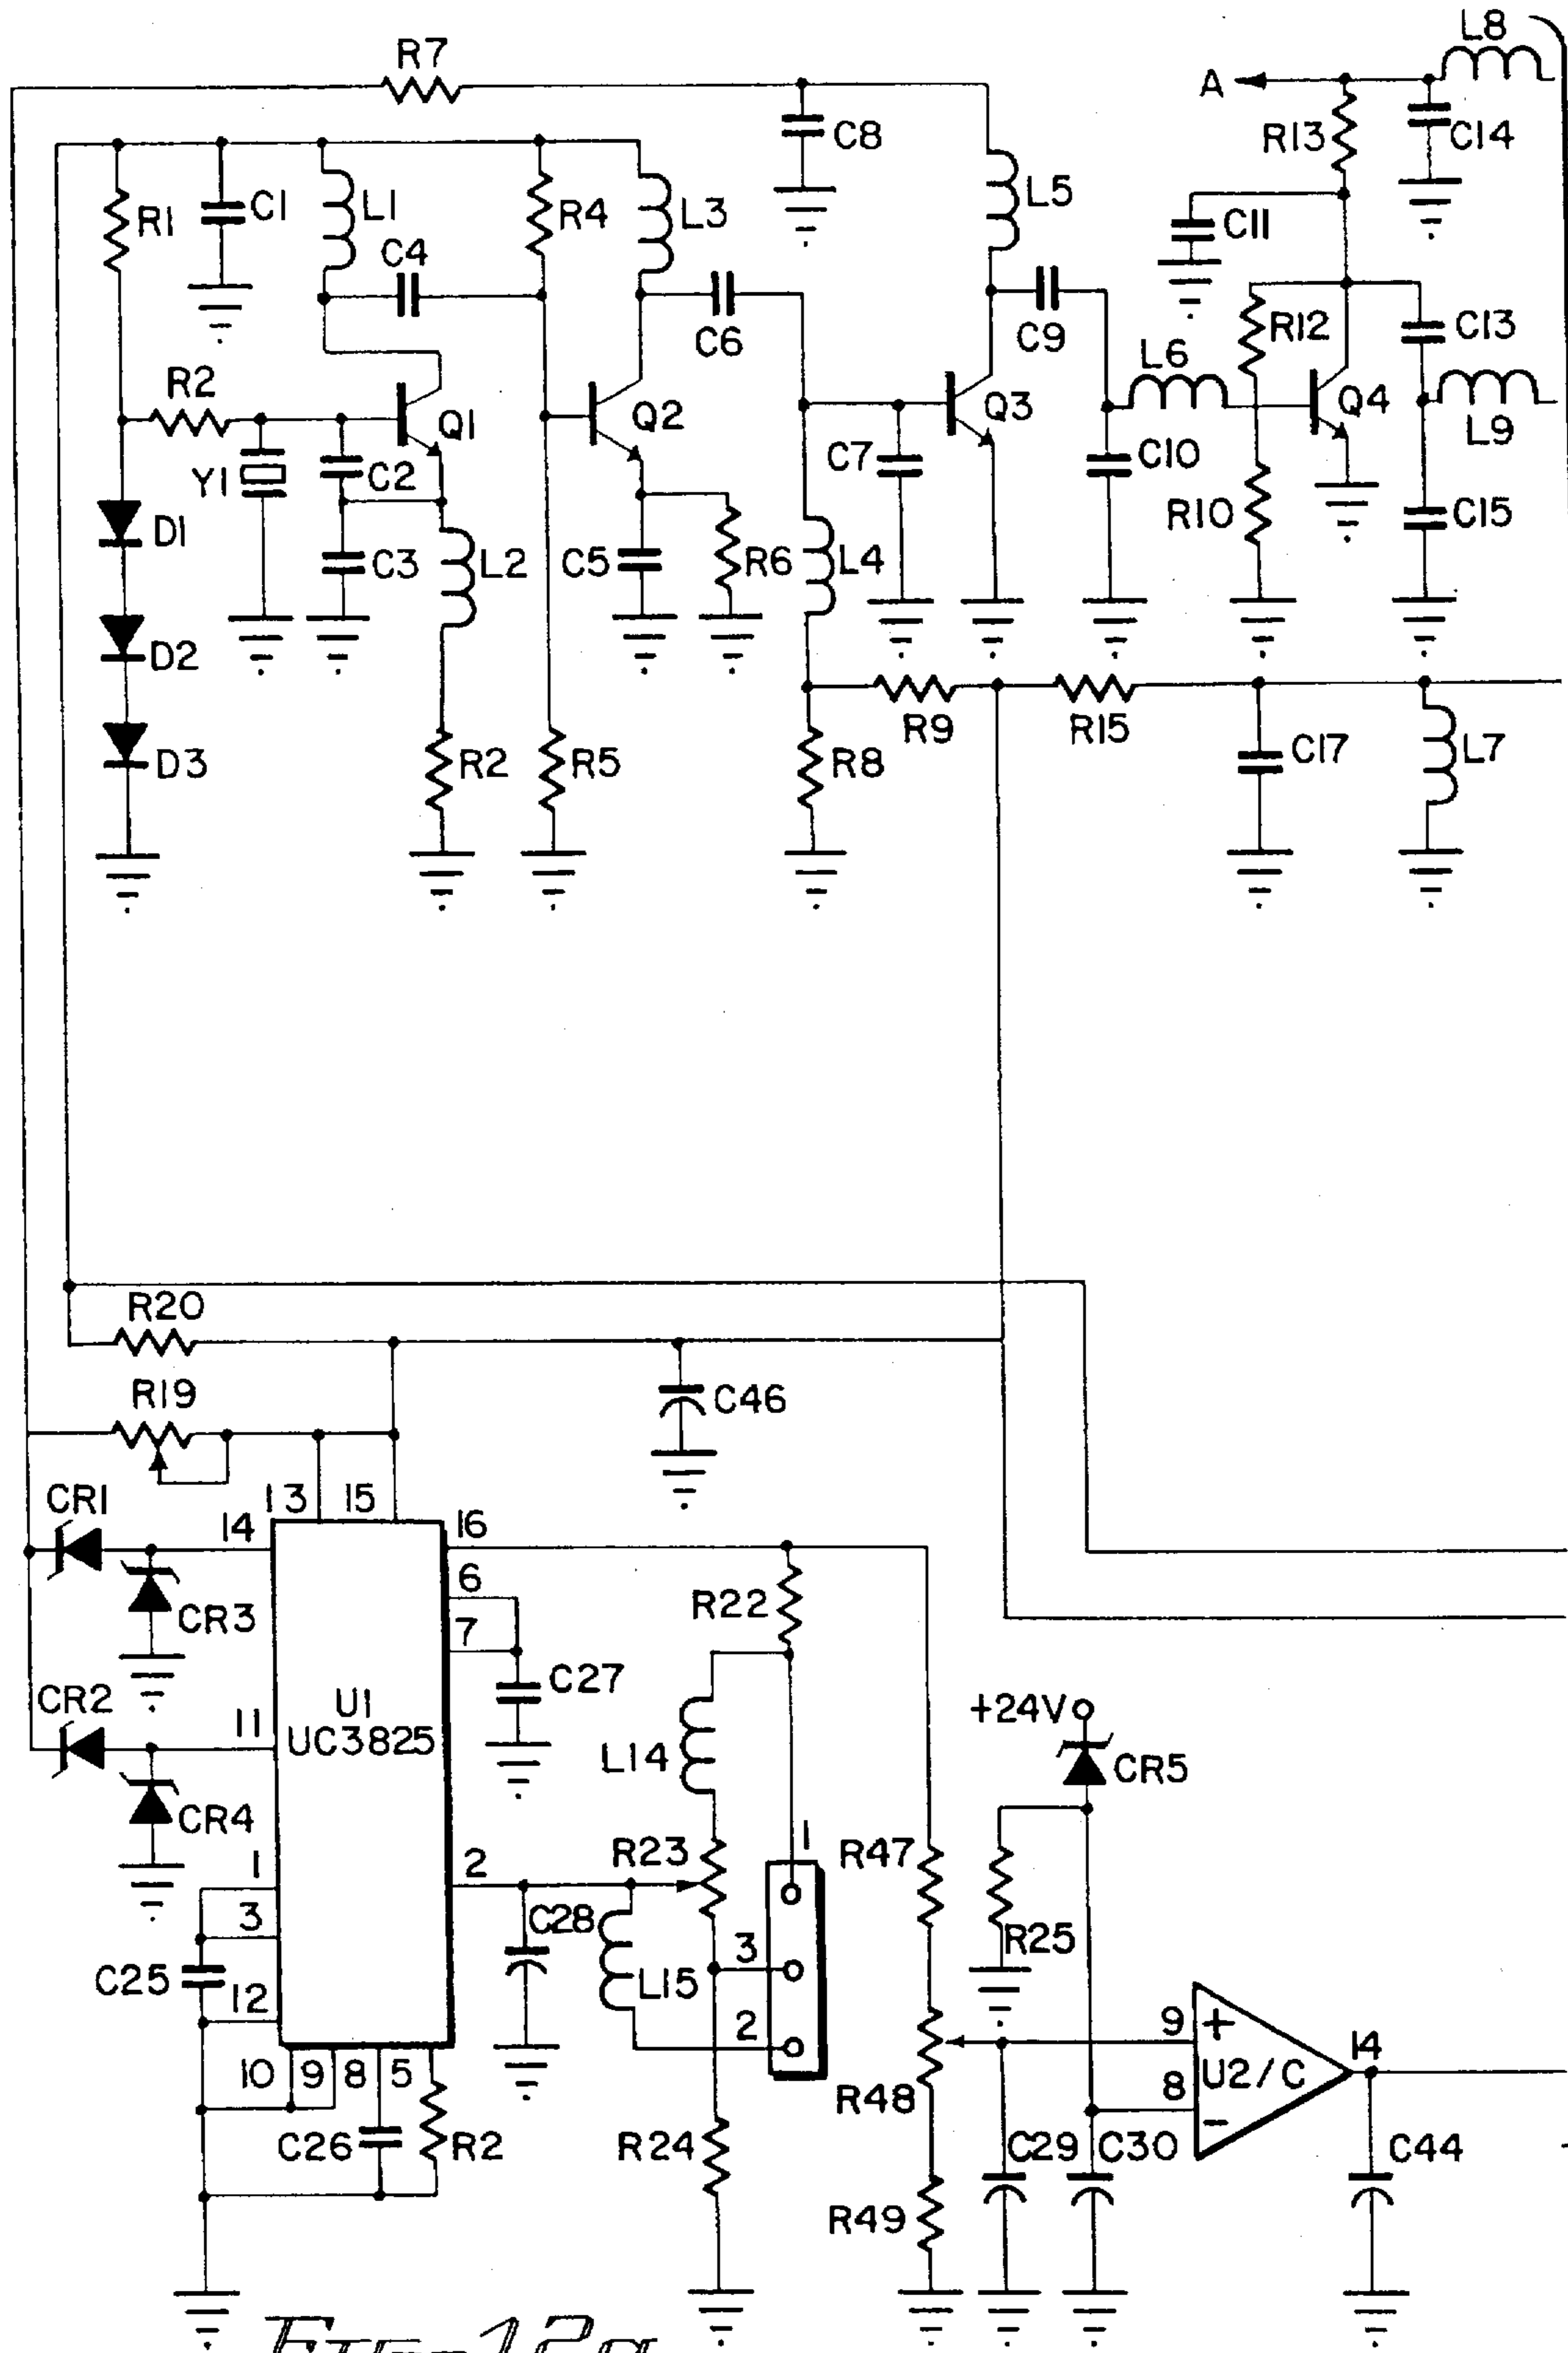 L8
R7
A
C8
R13
C14
R1
C1
L1
R4
L3
L5
C11
C4
C6
C9
R12
C13
L6
R2
Q1
Q2
Q3
Q4
L9
Y1
C2
C7
C10
D1
C3
L2
C5
R6
L4
R10
C15
D2
D3
R2
R5
R8
R9
R15
C17
L7
R20
R19
C46
CR1
13
15
14
16
CR3
6
7
R22
C27
CR2
11
U1
UC3825
L14
+24V
CR5
CR4
1
2
R23
1
R47
3
C28
R25
C25
12
L15
3
2
9
+
U2/C
14
10
9
8
5
R48
8
-
C26
R2
R24
C29
C30
C44
R49